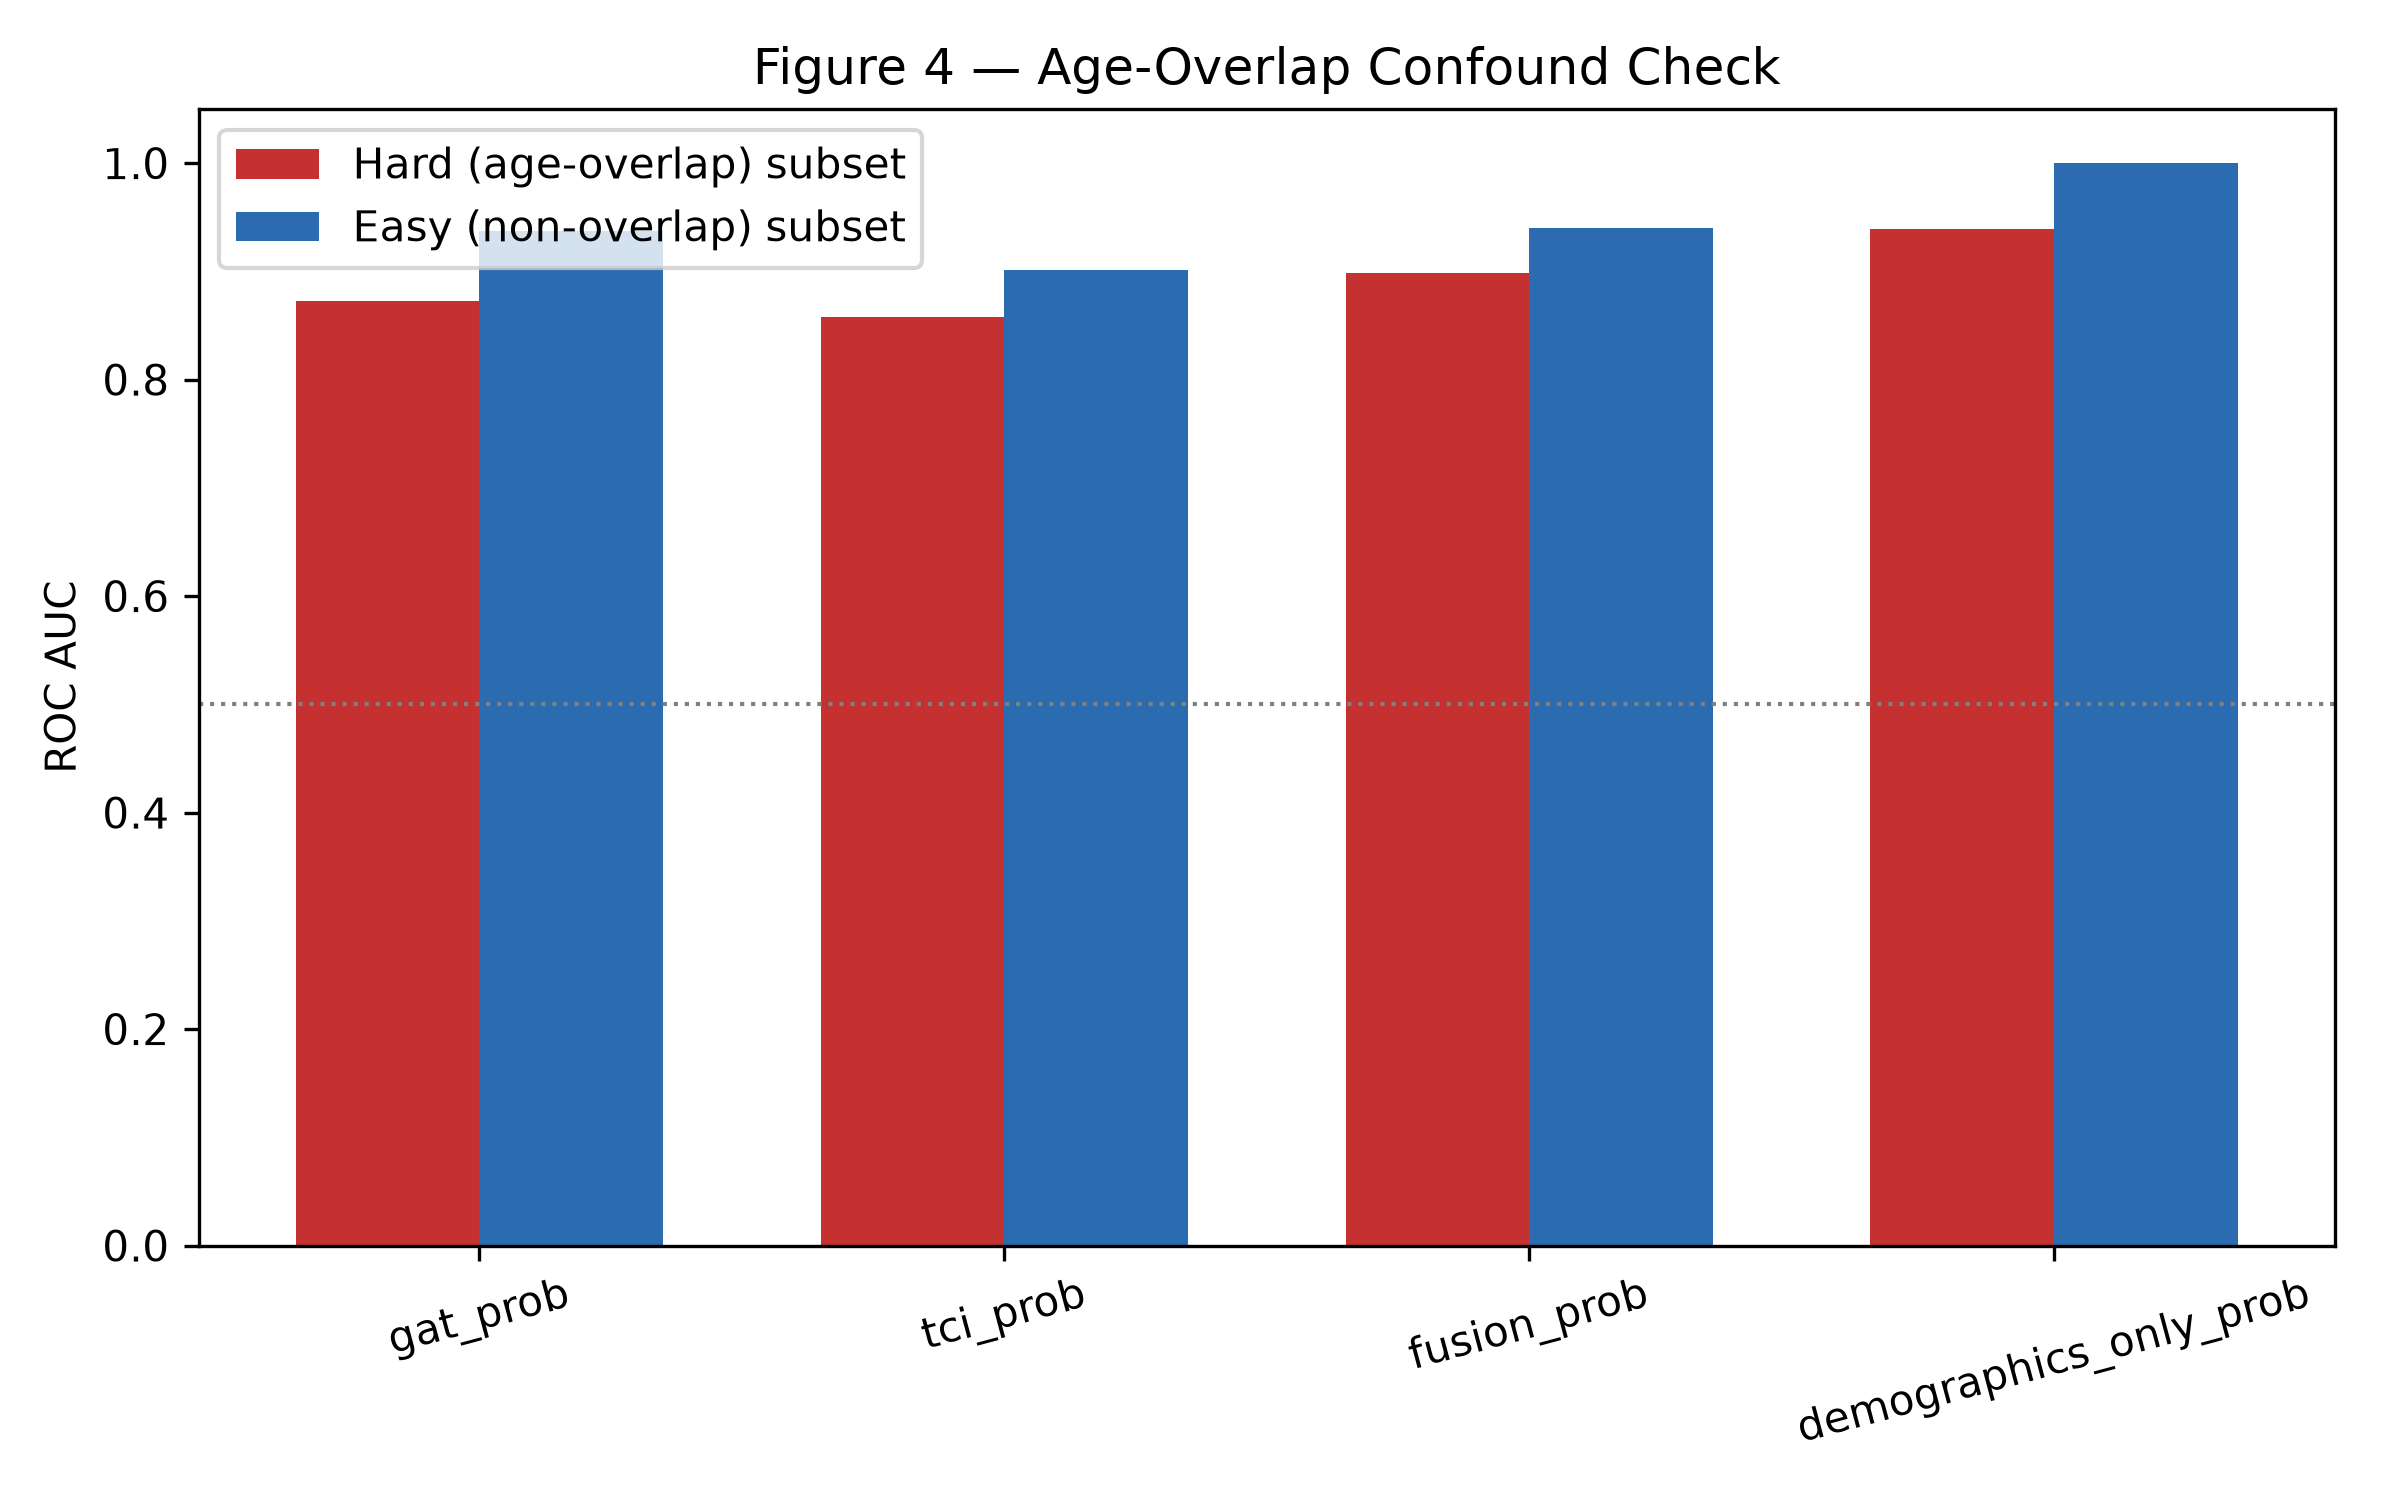 Figure 4 — Age-Overlap Confound Check
Hard (age-overlap) subset
Easy (non-overlap) subset
ROC AUC
1.0
0.8
0.6
0.4
0.2
0.0
gat_prob
tci_prob
fusion_prob
demographics_only_prob